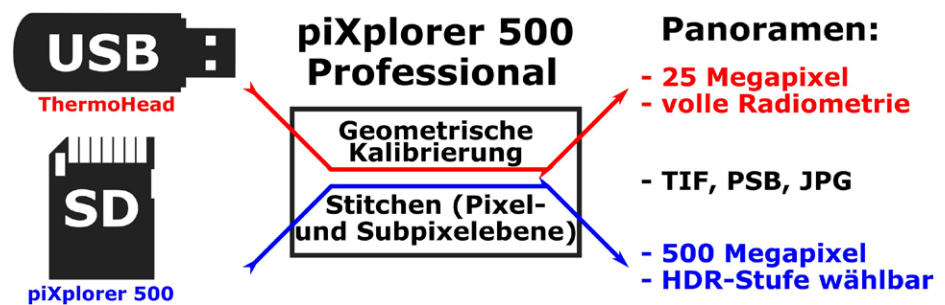 USB
ThermoHead
SD
piXplorer 500
piXplorer 500
Professional
Geometrische
Kalibrierung
Stitchen (Pixel-
und Subpixelebene)
Panoramen:
- 25 Megapixel
- volle Radiometrie
- TIF, PSB, JPG
- 500 Megapixel
- HDR-Stufe wählbar